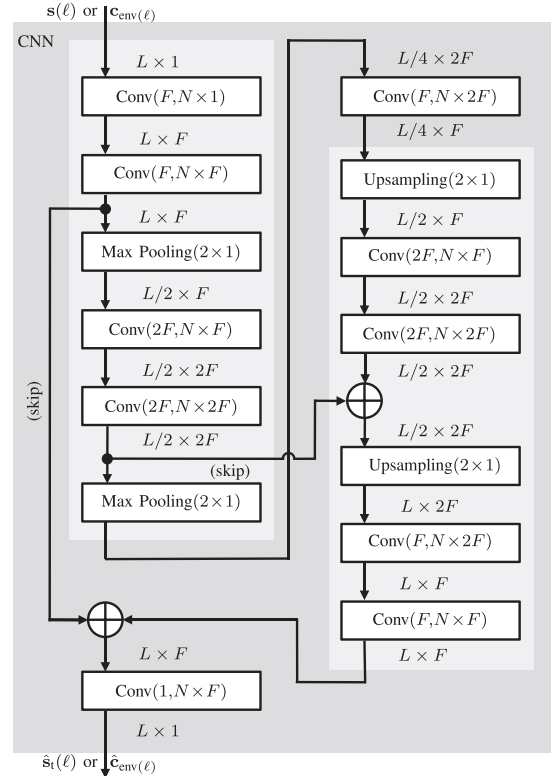 s(ℓ) or c_env(ℓ)
CNN
L × 1
Conv(F,N×1)
L × F
Conv(F,N×F)
L × F
Max Pooling(2×1)
L/2 × F
Conv(2F,N×F)
L/2 × 2F
Conv(2F,N×2F)
L/2 × 2F
(skip)
(skip)
Max Pooling(2×1)
L/4 × 2F
Conv(F,N×2F)
L/4 × F
Upsampling(2×1)
L/2 × F
Conv(2F,N×F)
L/2 × 2F
Conv(2F,N×2F)
L/2 × 2F
L/2 × 2F
Upsampling(2×1)
L × 2F
Conv(F,N×2F)
L × F
Conv(F,N×F)
L × F
L × F
Conv(1,N×F)
L × 1
ŝ_t(ℓ) or ĉ_env(ℓ)